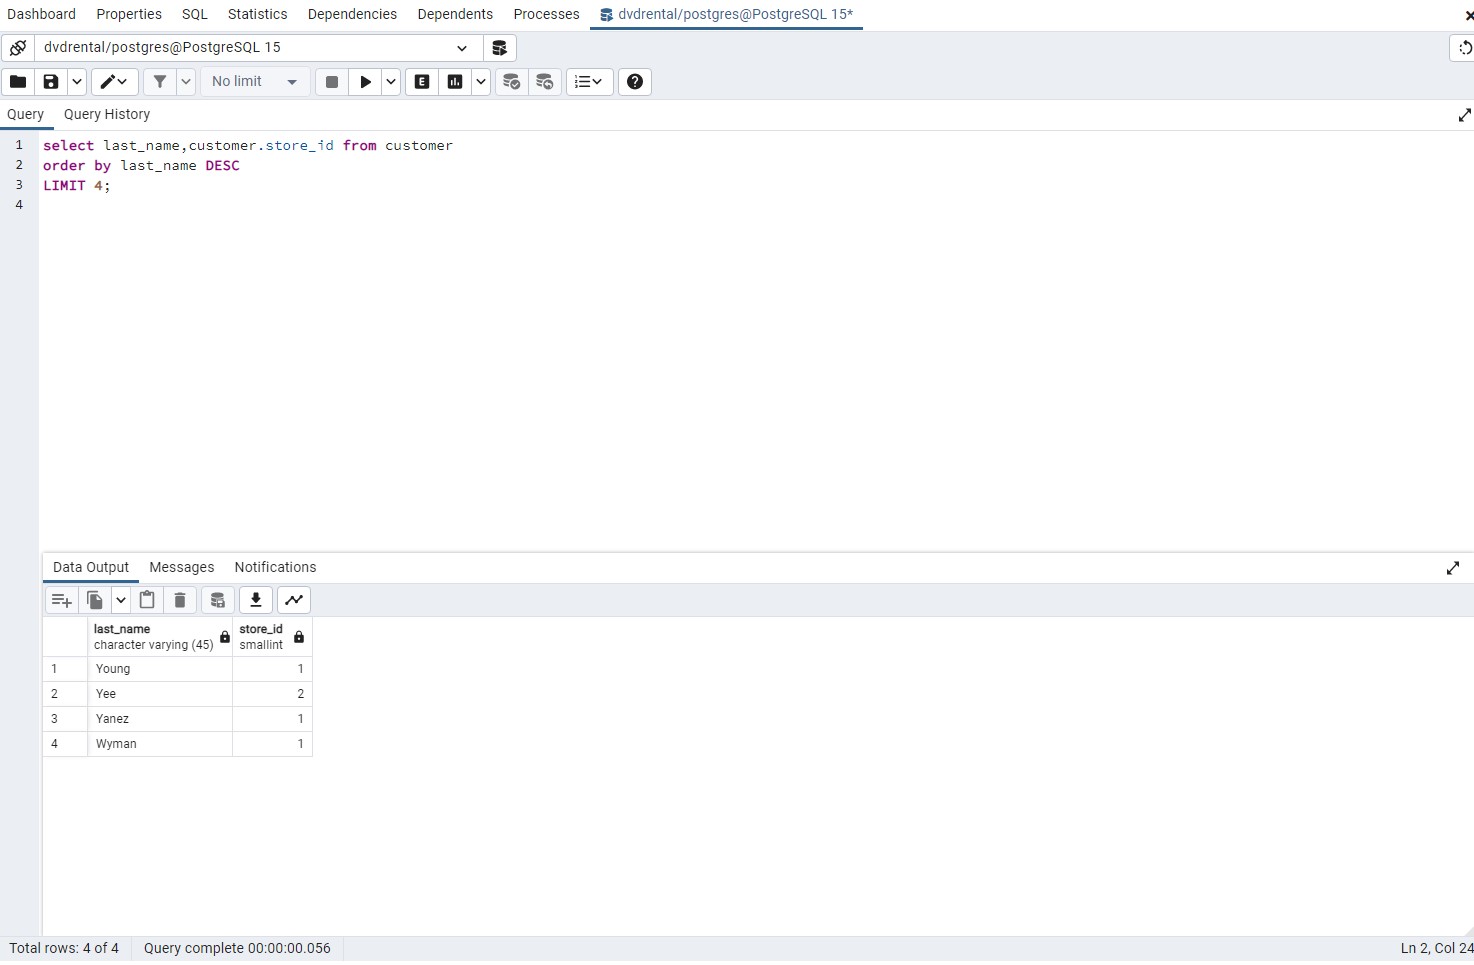 Dashboard Properties SQL Statistics Dependencies Dependents Processes dvdrental/postgres@PostgreSQL 15*
dvdrental/postgres@PostgreSQL 15
No limit E
Query Query History
1 select last_name,customer.store_id from customer
2 order by last_name DESC
3 LIMIT 4;
4
Data Output Messages Notifications
last_name store_id
character varying (45) smallint
1 Young 1
2 Yee 2
3 Yanez 1
4 Wyman 1
Total rows: 4 of 4 Query complete 00:00:00.056 Ln 2, Col 24